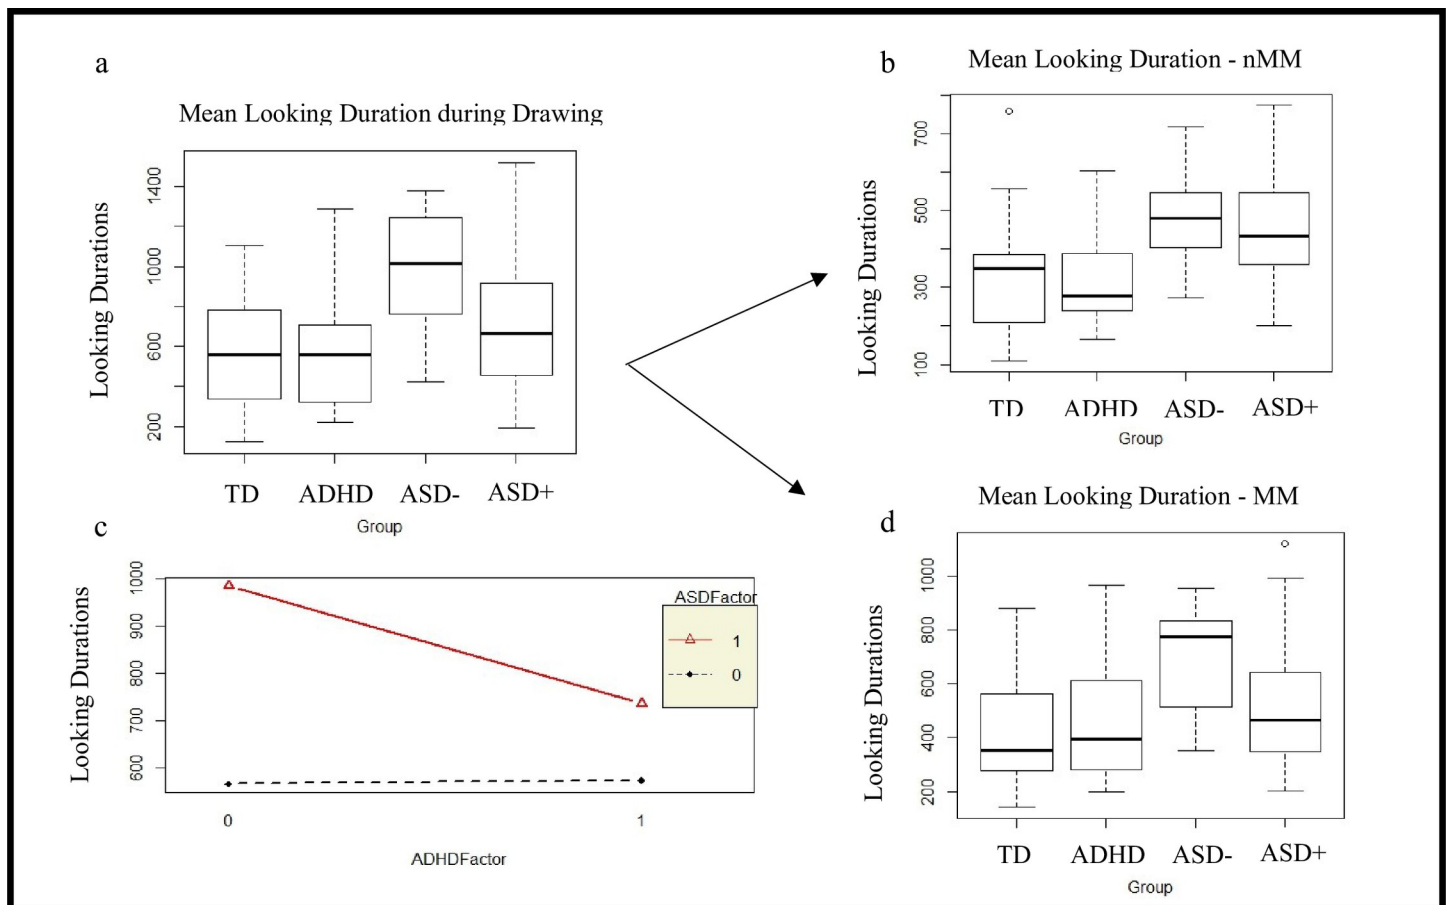 a
Mean Looking Duration during Drawing
Looking Durations
1400
1000
600
200
TD ADHD ASD- ASD+
Group
b
Mean Looking Duration - nMM
Looking Durations
700
500
300
100
TD ADHD ASD- ASD+
Group
c
Looking Durations
1000
900
800
700
600
ASDFactor
1
0
0 1
ADHDFactor
d
Mean Looking Duration - MM
Looking Durations
1000
800
600
400
200
TD ADHD ASD- ASD+
Group